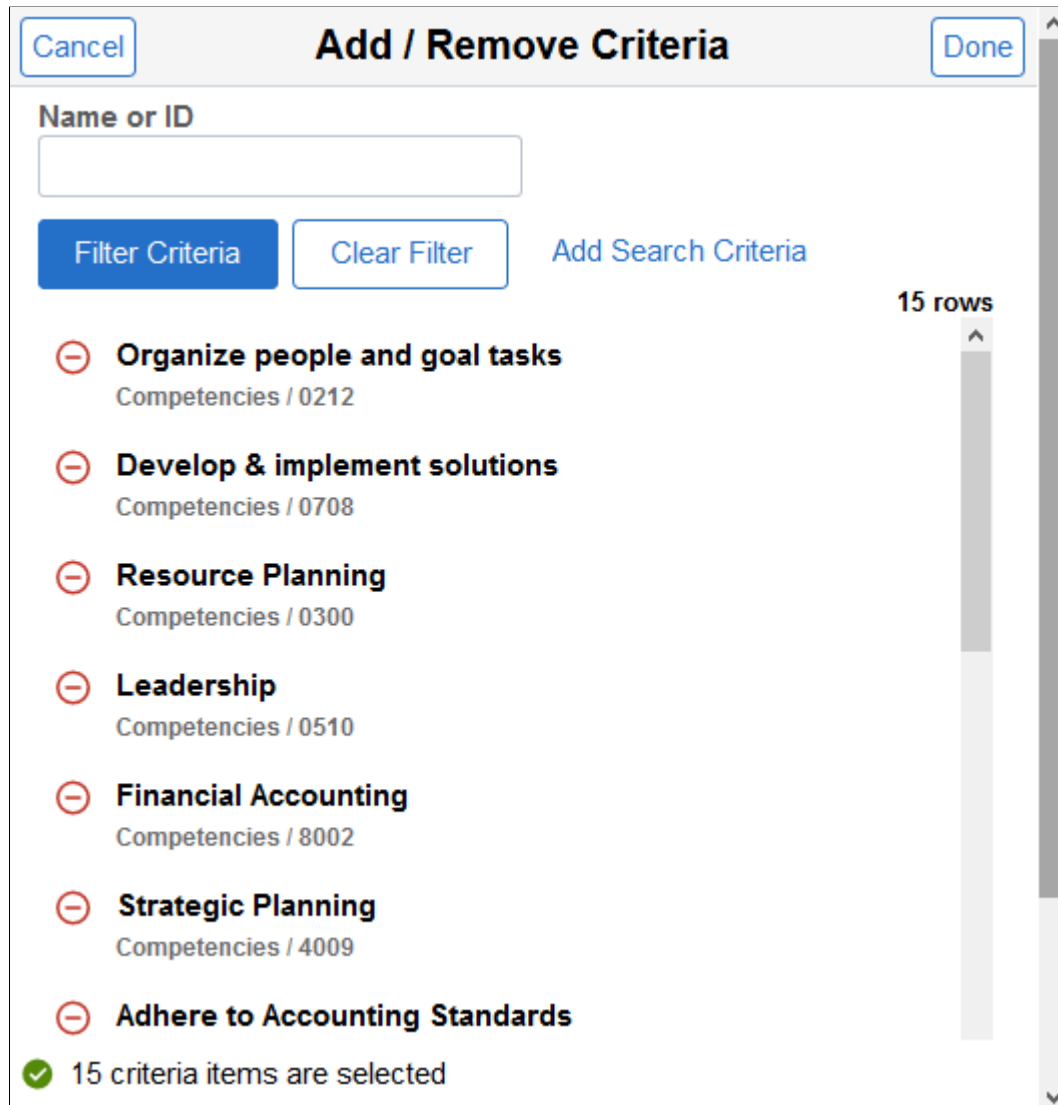 Cancel
Add / Remove Criteria
Done
Name or ID
Filter Criteria
Clear Filter
Add Search Criteria
15 rows
Organize people and goal tasks
Competencies / 0212
Develop & implement solutions
Competencies / 0708
Resource Planning
Competencies / 0300
Leadership
Competencies / 0510
Financial Accounting
Competencies / 8002
Strategic Planning
Competencies / 4009
Adhere to Accounting Standards
15 criteria items are selected